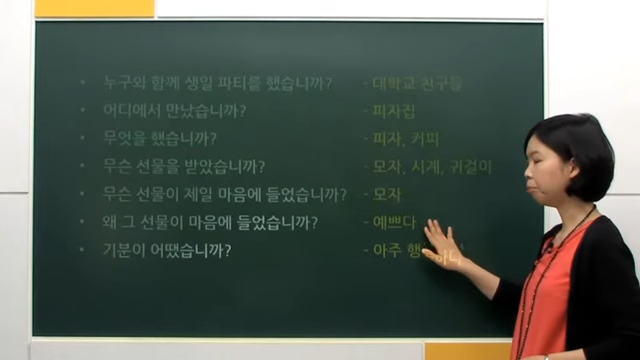 • 누구와 함께 생일 파티를 했습니까? - 대학교 친구들
• 어디에서 만났습니까? - 피자집
• 무엇을 했습니까? - 피자, 커피
• 무슨 선물을 받았습니까? - 모자, 시계, 귀걸이
• 무슨 선물이 제일 마음에 들었습니까? - 모자
• 왜 그 선물이 마음에 들었습니까? - 예쁘다
• 기분이 어땠습니까? - 아주